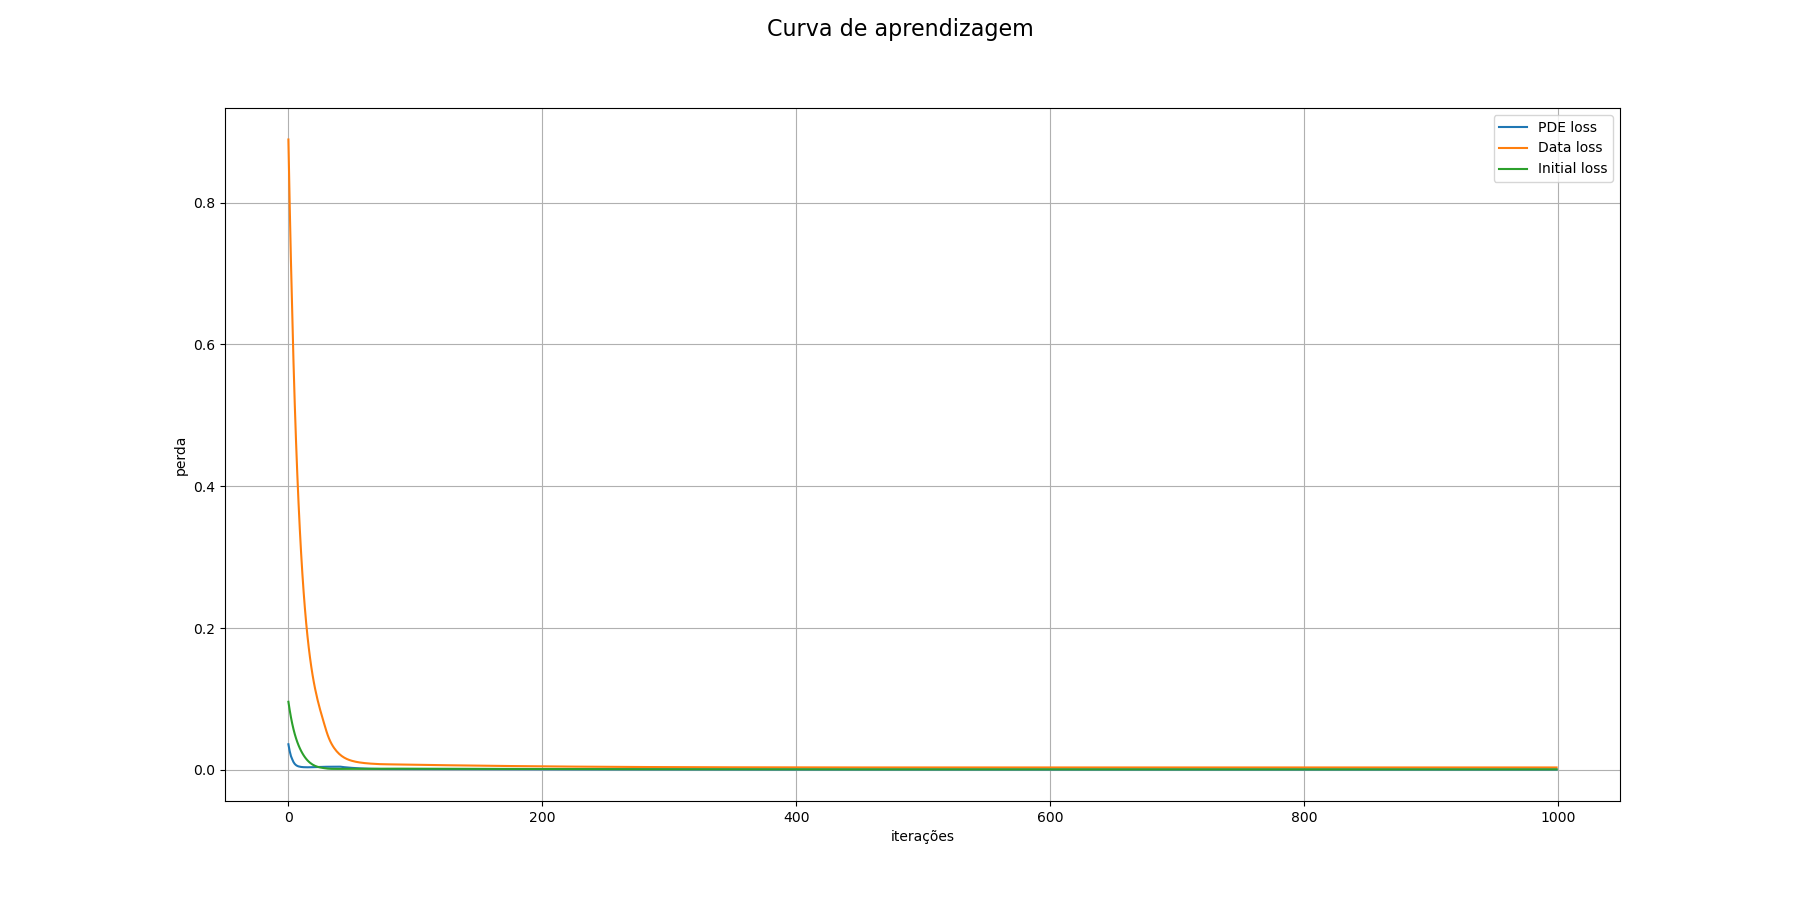 Curva de aprendizagem
PDE loss
Data loss
Initial loss
0.8
0.6
0.4
0.2
0.0
perda
0 200 400 600 800 1000
iterações